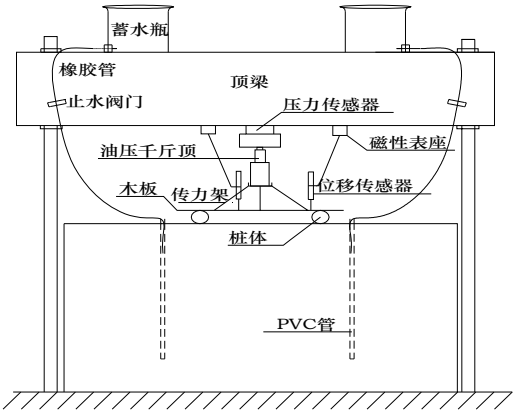 蓄水瓶
橡胶管
顶梁
止水阀门
压力传感器
油压千斤顶
磁性表座
木板
传力架
位移传感器
桩体
PVC管